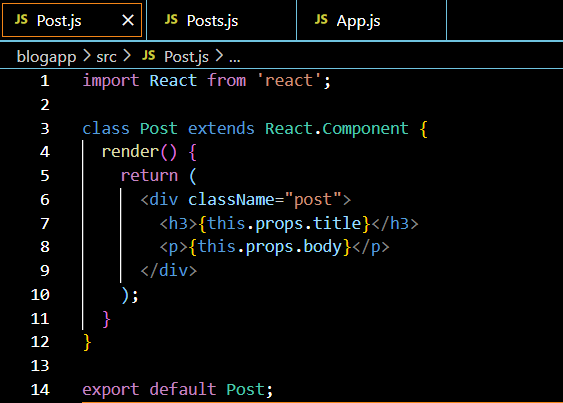 JS Post.js ×
JS Posts.js
JS App.js
blogapp > src > JS Post.js > ...
1 import React from 'react';
2
3 class Post extends React.Component {
4   render() {
5     return (
6       <div className="post">
7         <h3>{this.props.title}</h3>
8         <p>{this.props.body}</p>
9       </div>
10     );
11   }
12 }
13
14 export default Post;